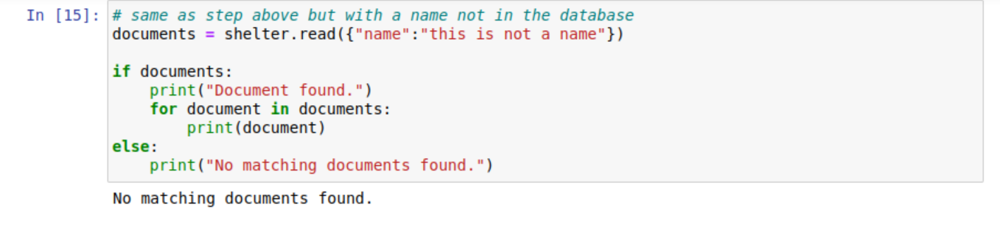 In [15]: # same as step above but with a name not in the database
documents = shelter.read({"name":"this is not a name"})
if documents:
    print("Document found.")
    for document in documents:
        print(document)
else:
    print("No matching documents found.")
No matching documents found.